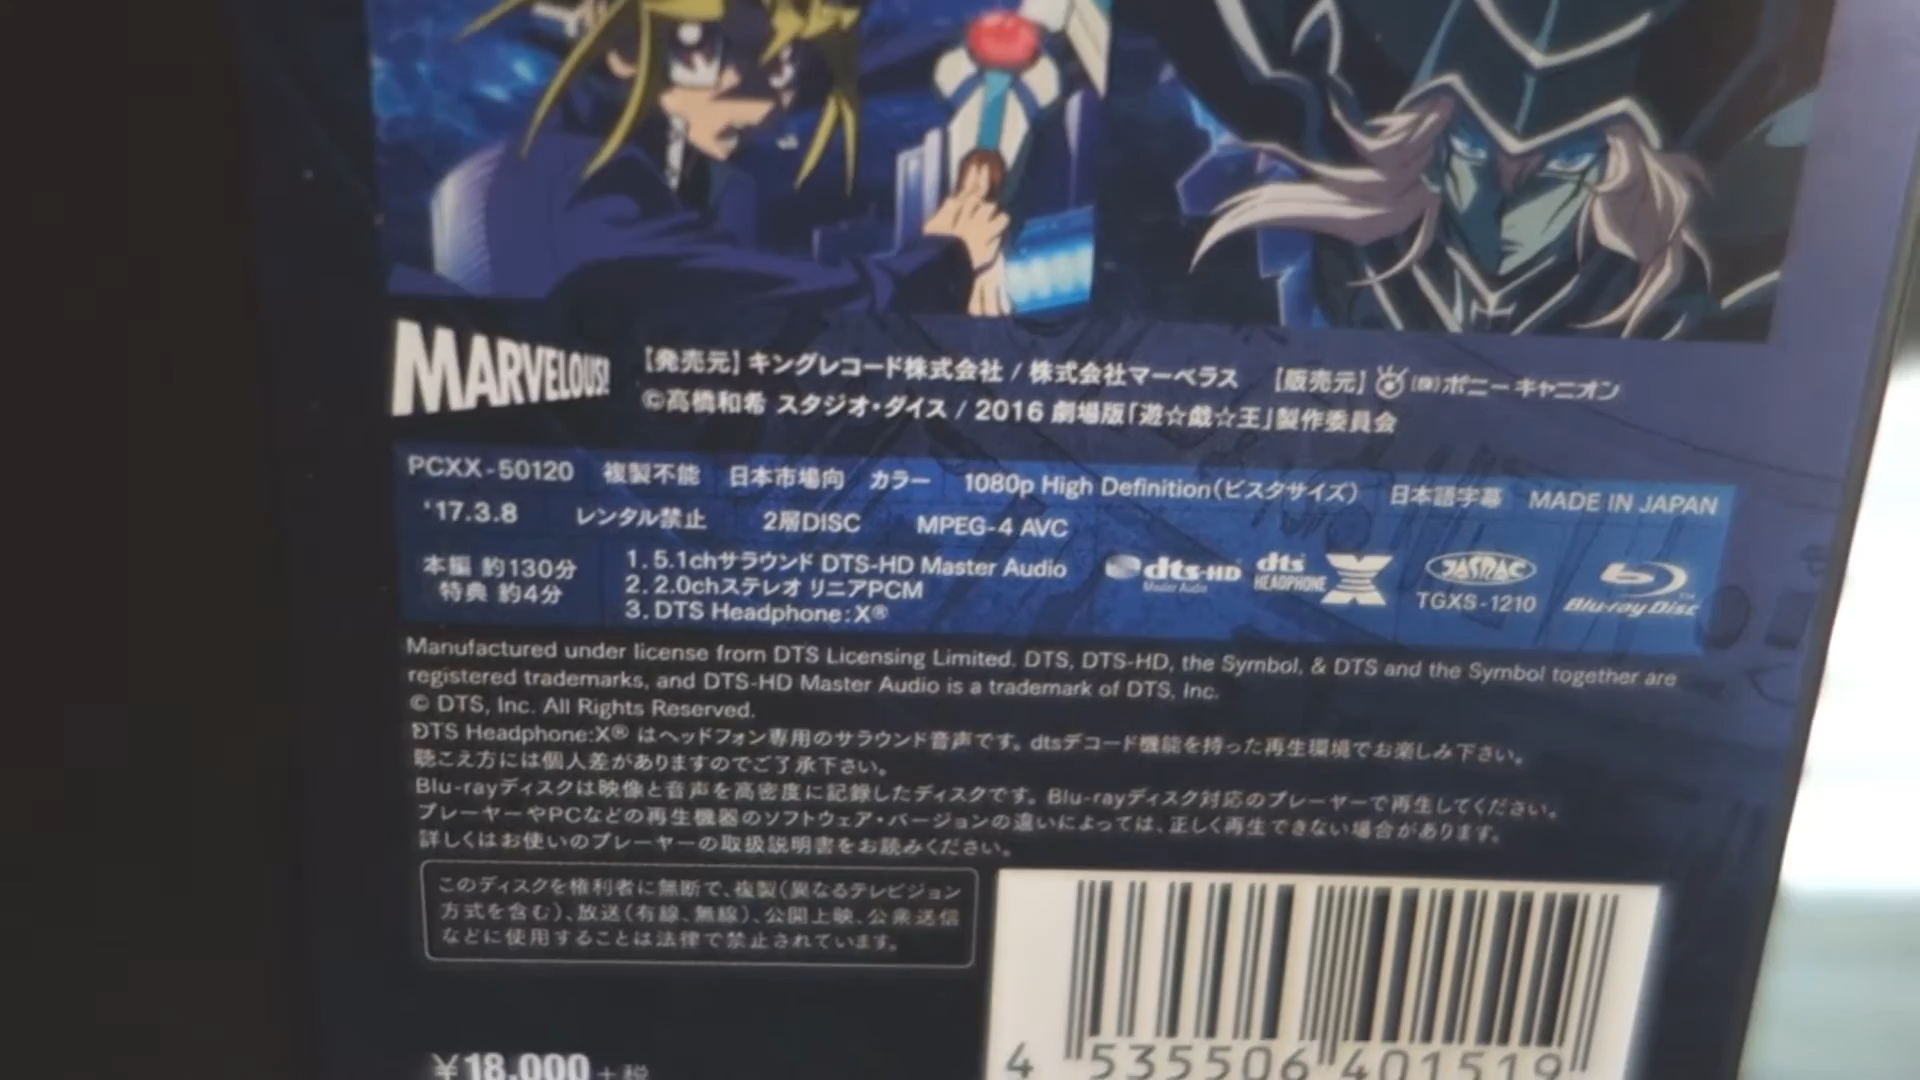 MARVELOUS!
【発売元】キングレコード株式会社 / 株式会社マーベラス 【販売元】(株)ポニーキャニオン
©高橋和希 スタジオ・ダイス / 2016 劇場版「遊☆戯☆王」製作委員会
PCXX-50120 複製不能 日本市場向 カラー 1080p High Definition(ビスタサイズ) 日本語字幕 MADE IN JAPAN
'17.3.8 レンタル禁止 2層DISC MPEG-4 AVC
本編 約130分
特典 約4分
1. 5.1chサラウンド DTS-HD Master Audio
2. 2.0chステレオ リニアPCM
3. DTS Headphone:X®
dts-HD Master Audio
dts HEADPHONE X
JASRAC
TGXS-1210
Blu-ray Disc™
Manufactured under license from DTS Licensing Limited. DTS, DTS-HD, the Symbol, & DTS and the Symbol together are
registered trademarks, and DTS-HD Master Audio is a trademark of DTS, Inc.
© DTS, Inc. All Rights Reserved.
DTS Headphone:X® はヘッドフォン専用のサラウンド音声です。dtsデコード機能を持った再生環境でお楽しみ下さい。
聴こえ方には個人差がありますのでご了承下さい。
Blu-rayディスクは映像と音声を高密度に記録したディスクです。Blu-rayディスク対応のプレーヤーで再生してください。
プレーヤーやPCなどの再生機器のソフトウェア・バージョンの違いによっては、正しく再生できない場合があります。
詳しくはお使いのプレーヤーの取扱説明書をお読みください。
このディスクを権利者に無断で、複製(異なるテレビジョン
方式を含む)、放送(有線、無線)、公開上映、公衆送信
などに使用することは法律で禁止されています。
¥18,000+税
4 535506 401519